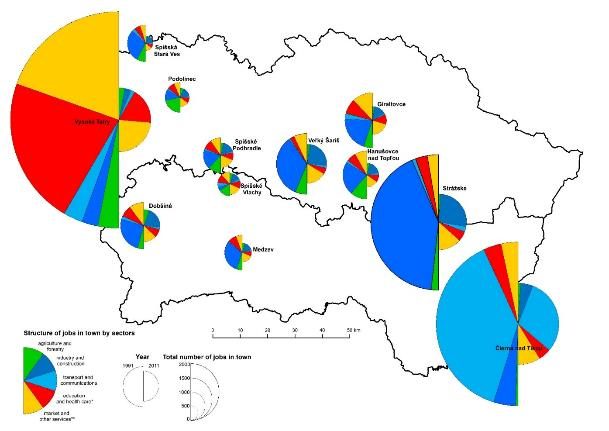 Spišská
Stará Ves
Podolínec
Vysoké Tatry
Giraltovce
Spišské
Podhradie
Veľký Šariš
Hanušovce
nad Topľou
Spišské
Vlachy
Strážske
Dobšiná
Medzev
Čierna nad Tisou
0 10 20 30 40 50 km
Structure of jobs in town by sectors
agriculture and
forestry
industry and
construction
transport and
communications
education
and health care*
market and
other services**
Year
1991 2011
Total number of jobs in town
2000
1500
1000
500
0